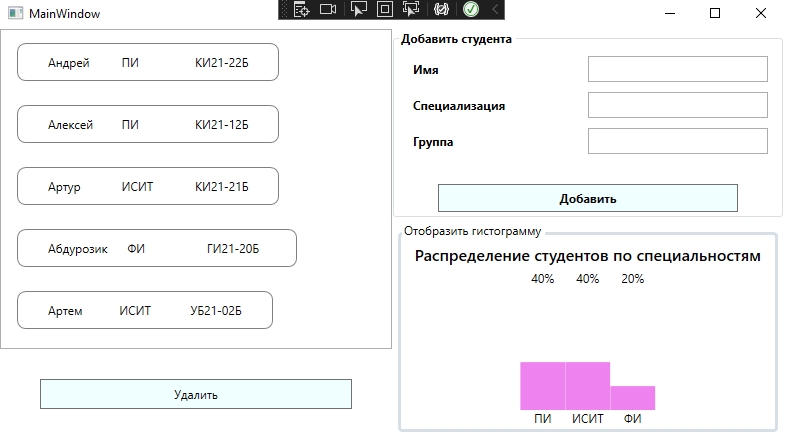 MainWindow
Андрей ПИ КИ21-22Б
Алексей ПИ КИ21-12Б
Артур ИСИТ КИ21-21Б
Абдурозик ФИ ГИ21-20Б
Артем ИСИТ УБ21-02Б
Удалить
Добавить студента
Имя
Специализация
Группа
Добавить
Отобразить гистограмму
Распределение студентов по специальностям
40% 40% 20%
ПИ ИСИТ ФИ